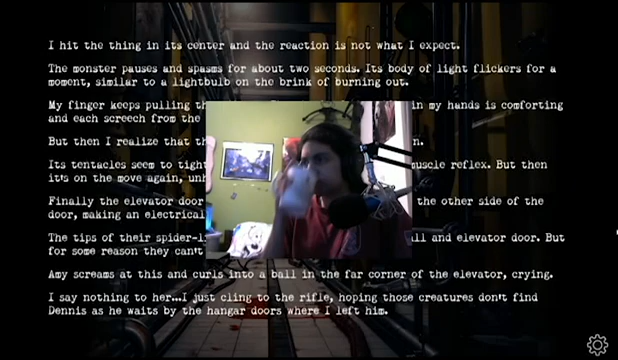 I hit the thing in its center and the reaction is not what I expect.
The monster pauses and spasms for about two seconds. Its body of light flickers for a
moment, similar to a lightbulb on the brink of burning out.
My finger keeps pulling th in my hands is comforting
and each screech from the
But then I realize that th n.
Its tentacles seem to tight muscle reflex. But then
it's on the move again, unh
Finally the elevator door the other side of the
door, making an electrical
The tips of their spider-l ll and elevator door. But
for some reason they cant
Amy screams at this and curls into a ball in the far corner of the elevator, crying.
I say nothing to her...I just cling to the rifle, hoping those creatures don't find
Dennis as he waits by the hangar doors where I left him.